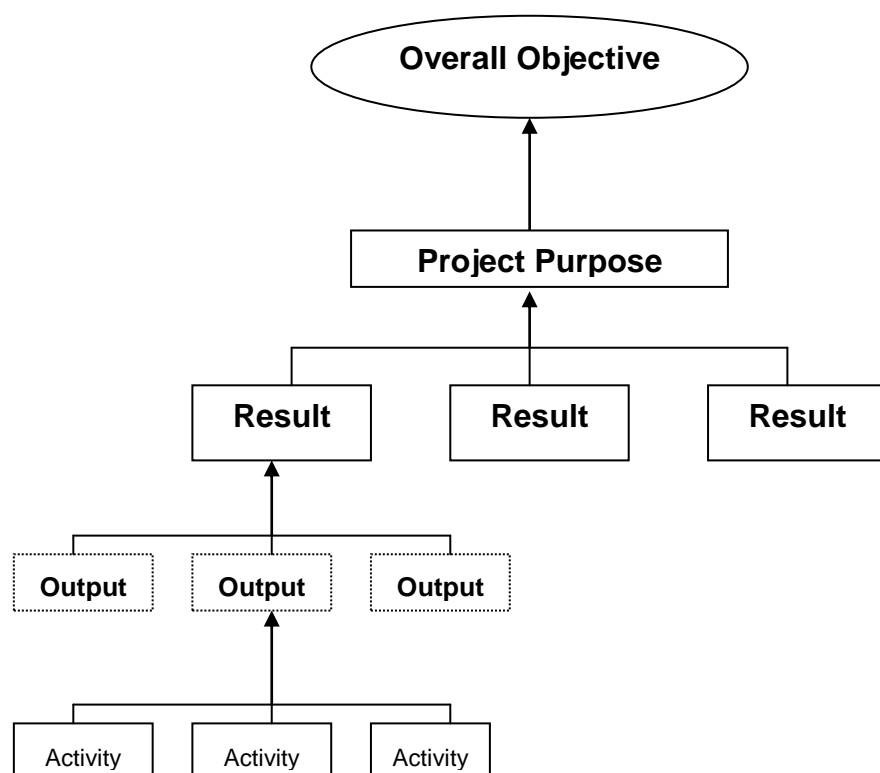 Overall Objective
Project Purpose
Result
Result
Result
Output
Output
Output
Activity
Activity
Activity